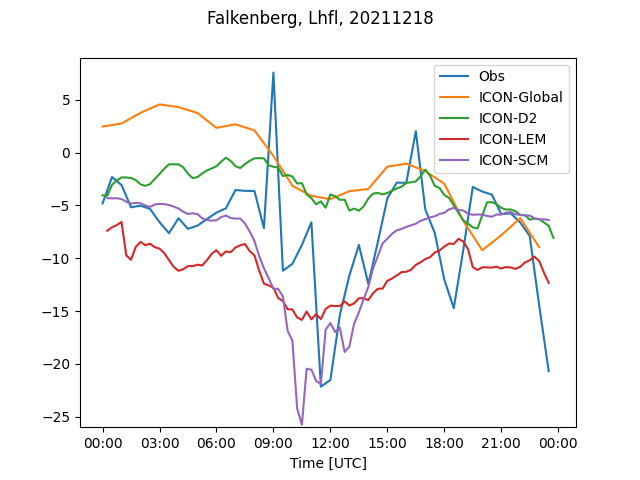 Falkenberg, Lhfl, 20211218
Obs
ICON-Global
ICON-D2
ICON-LEM
ICON-SCM
5
0
−5
−10
−15
−20
−25
00:00 03:00 06:00 09:00 12:00 15:00 18:00 21:00 00:00
Time [UTC]